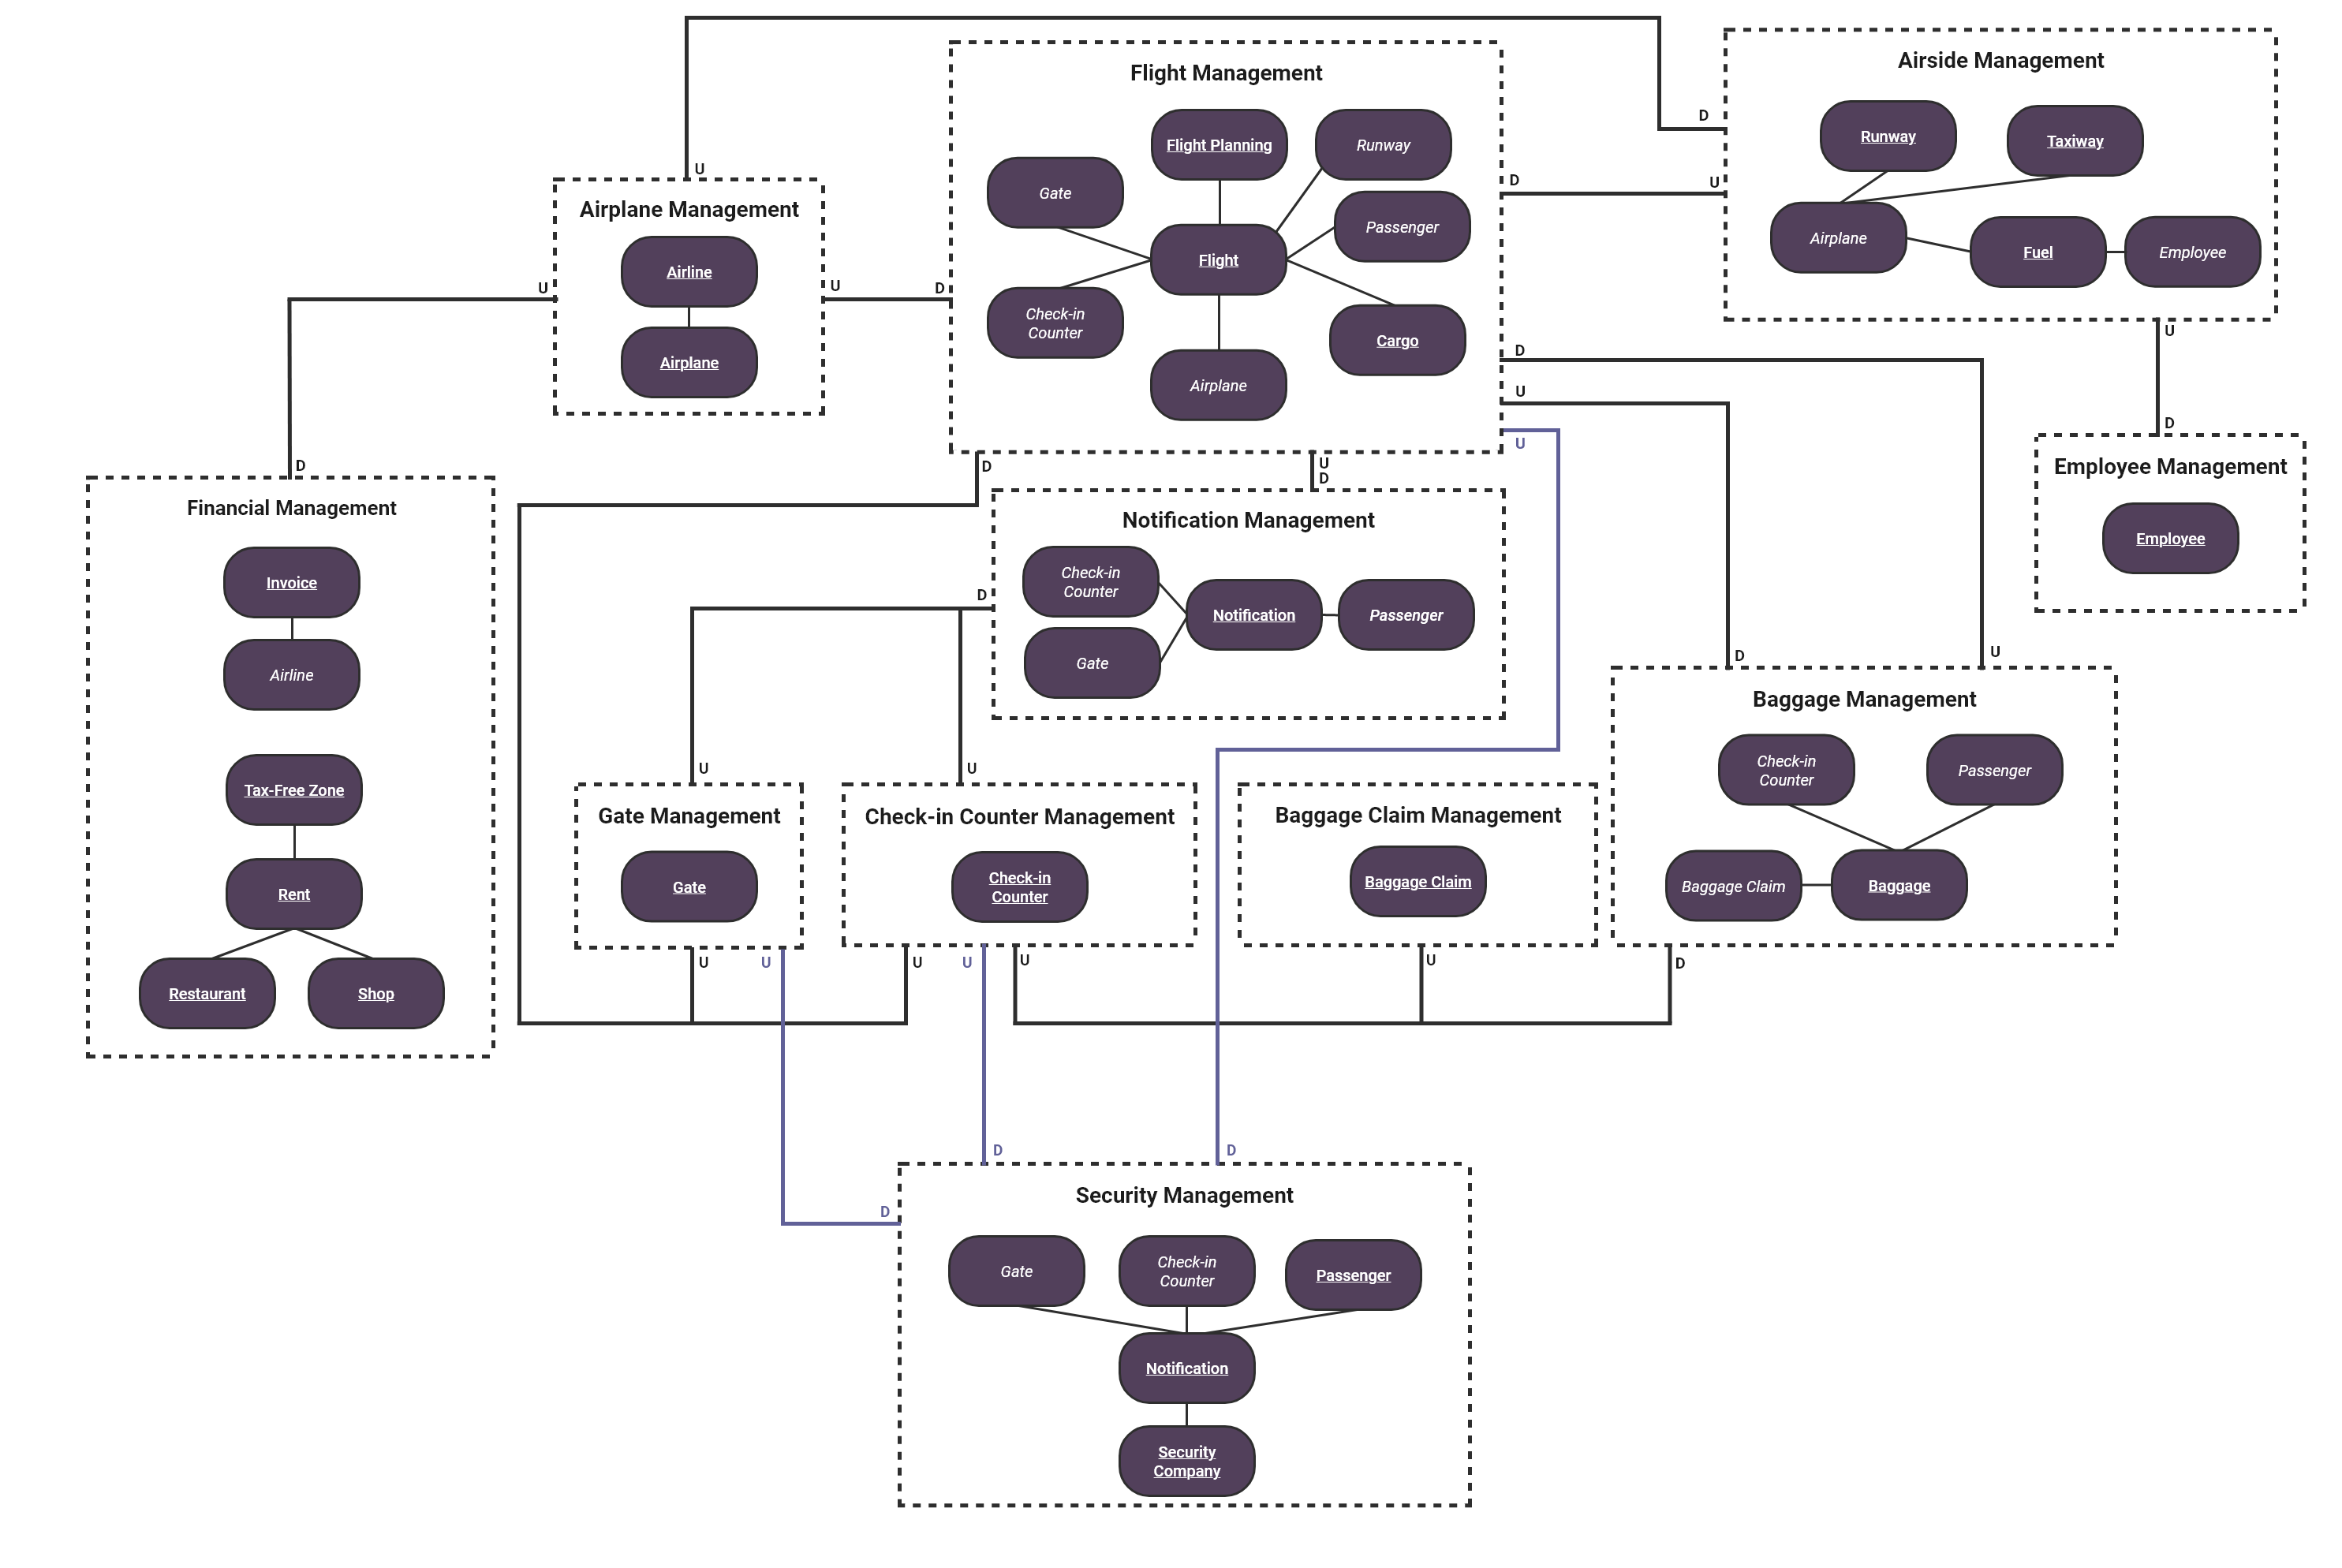 Flight Management
Flight Planning
Runway
Gate
Passenger
Flight
Check-in
Counter
Cargo
Airplane
Airside Management
Runway
Taxiway
Airplane
Fuel
Employee
D
U
D
U
U
D
U
D
Airplane Management
Airline
Airplane
U
D
D
U
U
U
D
Employee Management
Employee
D
U
D
Financial Management
Invoice
Airline
Tax-Free Zone
Rent
Restaurant
Shop
Notification Management
Check-in
Counter
Notification
Passenger
Gate
D
D
U
Baggage Management
Check-in
Counter
Passenger
Baggage Claim
Baggage
U
U
Gate Management
Gate
Check-in Counter Management
Check-in
Counter
Baggage Claim Management
Baggage Claim
U
U
U
U
U
U
D
D
D
D
Security Management
Gate
Check-in
Counter
Passenger
Notification
Security
Company